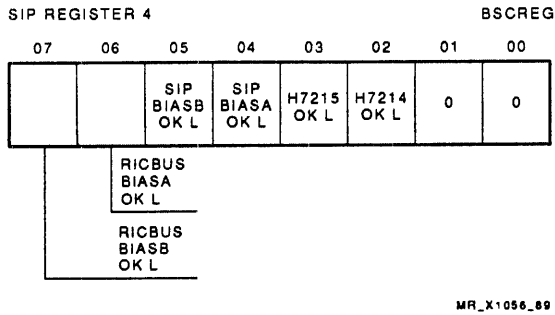 SIP REGISTER 4 BSCREG
07 06 05 04 03 02 01 00
SIP BIASB OK L
SIP BIASA OK L
H7215 OK L
H7214 OK L
0
0
RICBUS
BIASA
OK L
RICBUS
BIASB
OK L
MR_X1056_89